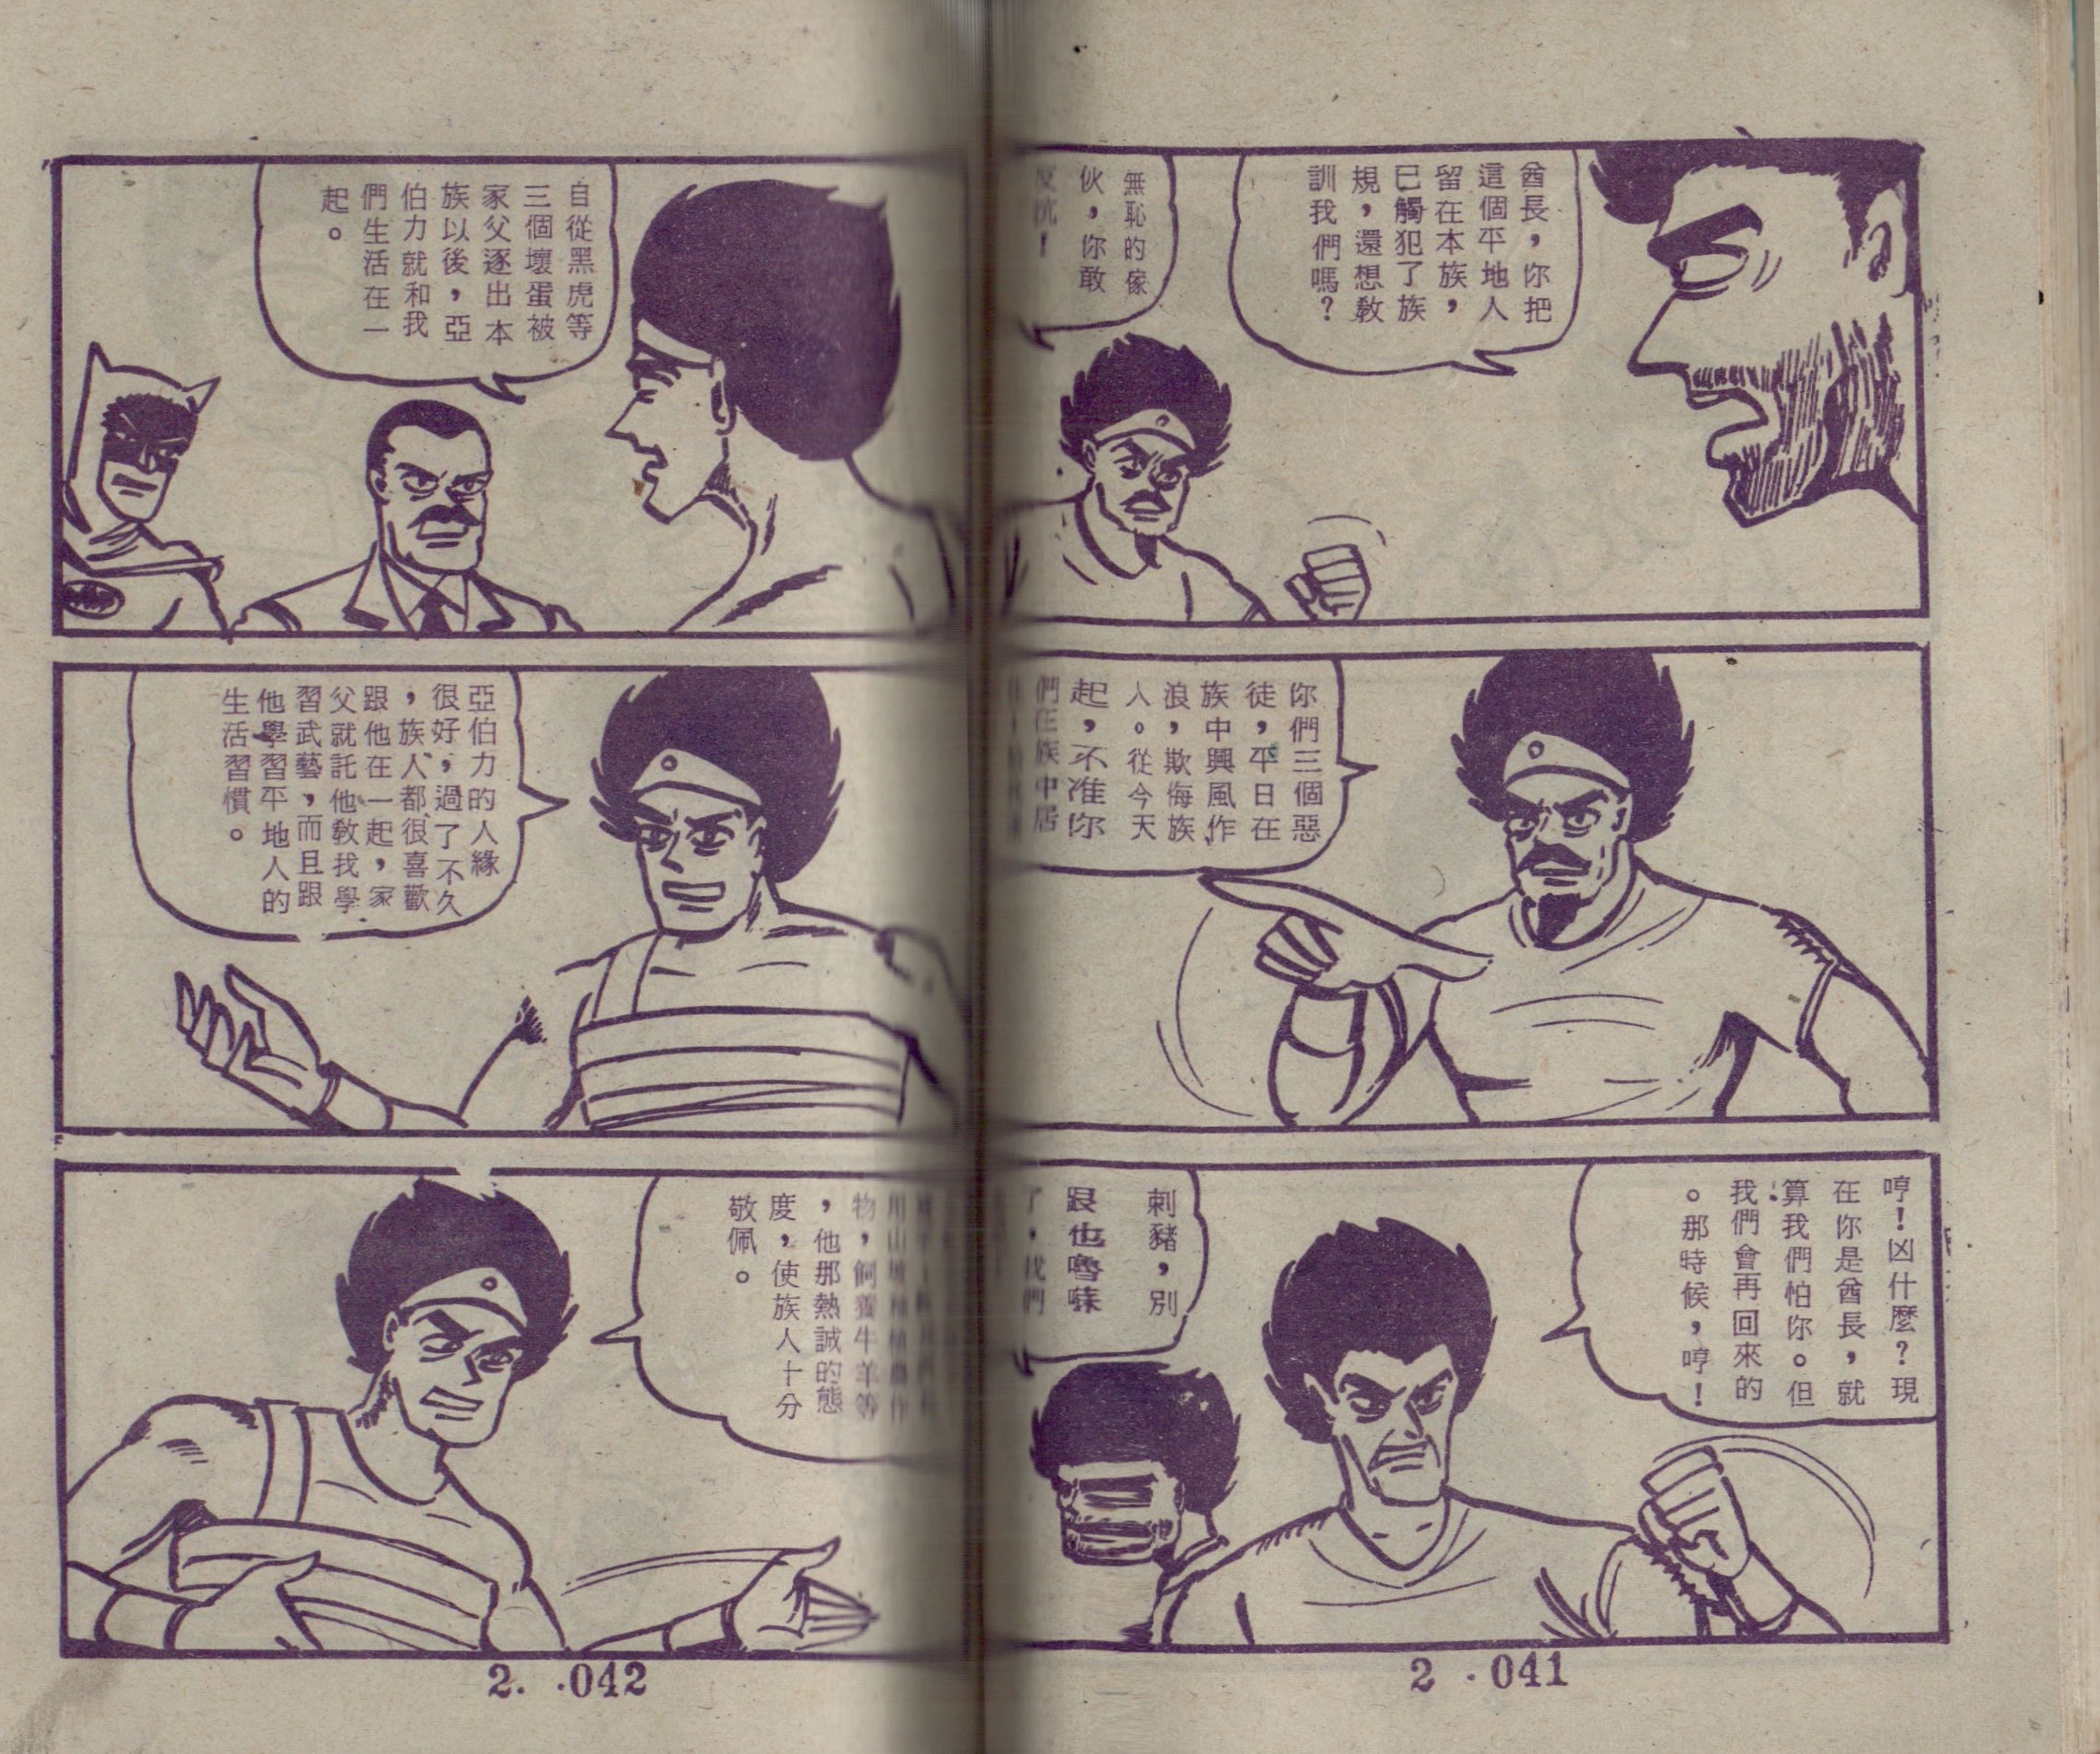 酋長，你把
這個平地人
留在本族，
已觸犯了族
規，還想教
訓我們嗎？
無恥的傢
伙，你敢
反抗！
你們三個惡
徒，平日在
族中興風作
浪，欺侮族
人。從今天
起，不准你
們在族中居
哼！凶什麼？現
在你是酋長，就
算我們怕你。但
我們會再回來的
。那時候，哼！
刺豬，別
跟也嚕囌
了，我們
2 .041
自從黑虎等
三個壞蛋被
家父逐出本
族以後，亞
伯力就和我
們生活在一
起。
亞伯力的人緣
很好，過了不久
，族人都很喜歡
跟他在一起，家
父就託他教我學
習武藝，而且跟
他學習平地人的
生活習慣。
物，飼養牛羊等
，他那熱誠的態
度，使族人十分
敬佩。
2. .042